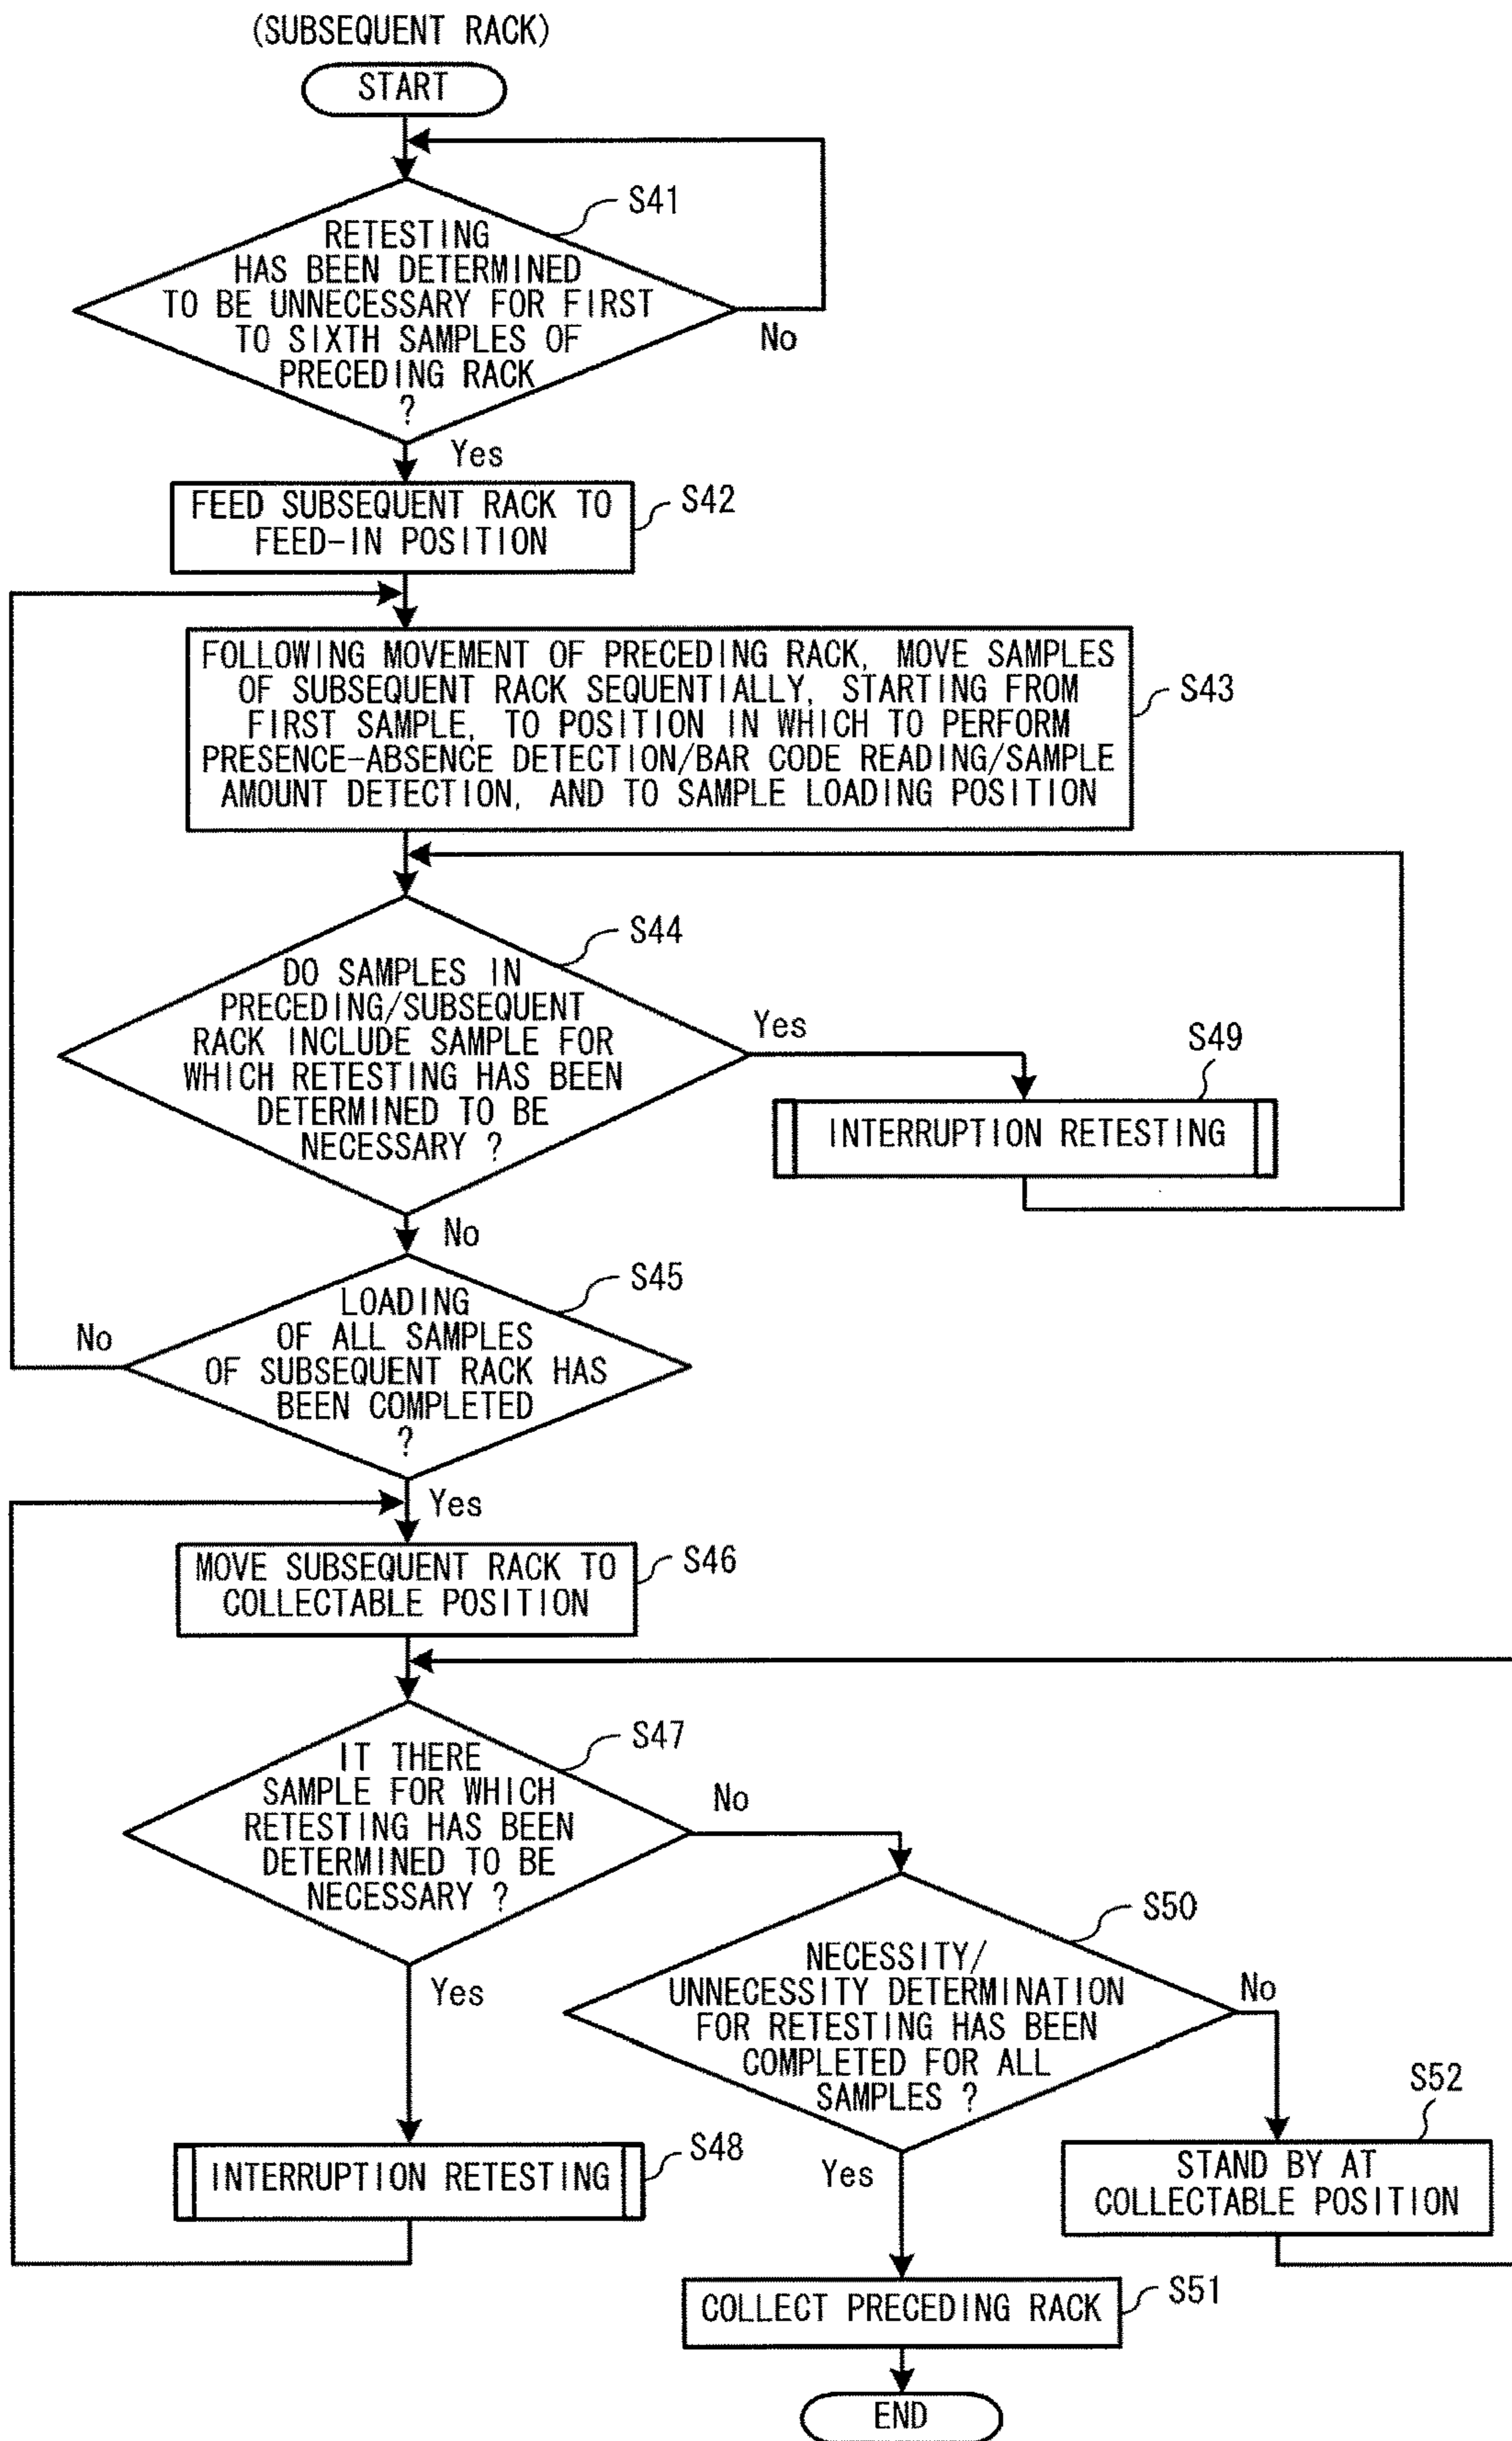 (SUBSEQUENT RACK)
START
S41
RETESTING
HAS BEEN DETERMINED
TO BE UNNECESSARY FOR FIRST
TO SIXTH SAMPLES OF
PRECEDING RACK
?
No
Yes
FEED SUBSEQUENT RACK TO
FEED-IN POSITION
S42
FOLLOWING MOVEMENT OF PRECEDING RACK, MOVE SAMPLES
OF SUBSEQUENT RACK SEQUENTIALLY, STARTING FROM
FIRST SAMPLE, TO POSITION IN WHICH TO PERFORM
PRESENCE-ABSENCE DETECTION/BAR CODE READING/SAMPLE
AMOUNT DETECTION, AND TO SAMPLE LOADING POSITION
S43
S44
DO SAMPLES IN
PRECEDING/SUBSEQUENT
RACK INCLUDE SAMPLE FOR
WHICH RETESTING HAS BEEN
DETERMINED TO BE
NECESSARY ?
Yes
S49
INTERRUPTION RETESTING
No
S45
LOADING
OF ALL SAMPLES
OF SUBSEQUENT RACK HAS
BEEN COMPLETED
?
No
Yes
MOVE SUBSEQUENT RACK TO
COLLECTABLE POSITION
S46
S47
IT THERE
SAMPLE FOR WHICH
RETESTING HAS BEEN
DETERMINED TO BE
NECESSARY ?
No
Yes
S50
NECESSITY/
UNNECESSITY DETERMINATION
FOR RETESTING HAS BEEN
COMPLETED FOR ALL
SAMPLES ?
No
Yes
S48
INTERRUPTION RETESTING
S52
STAND BY AT
COLLECTABLE POSITION
COLLECT PRECEDING RACK
S51
END